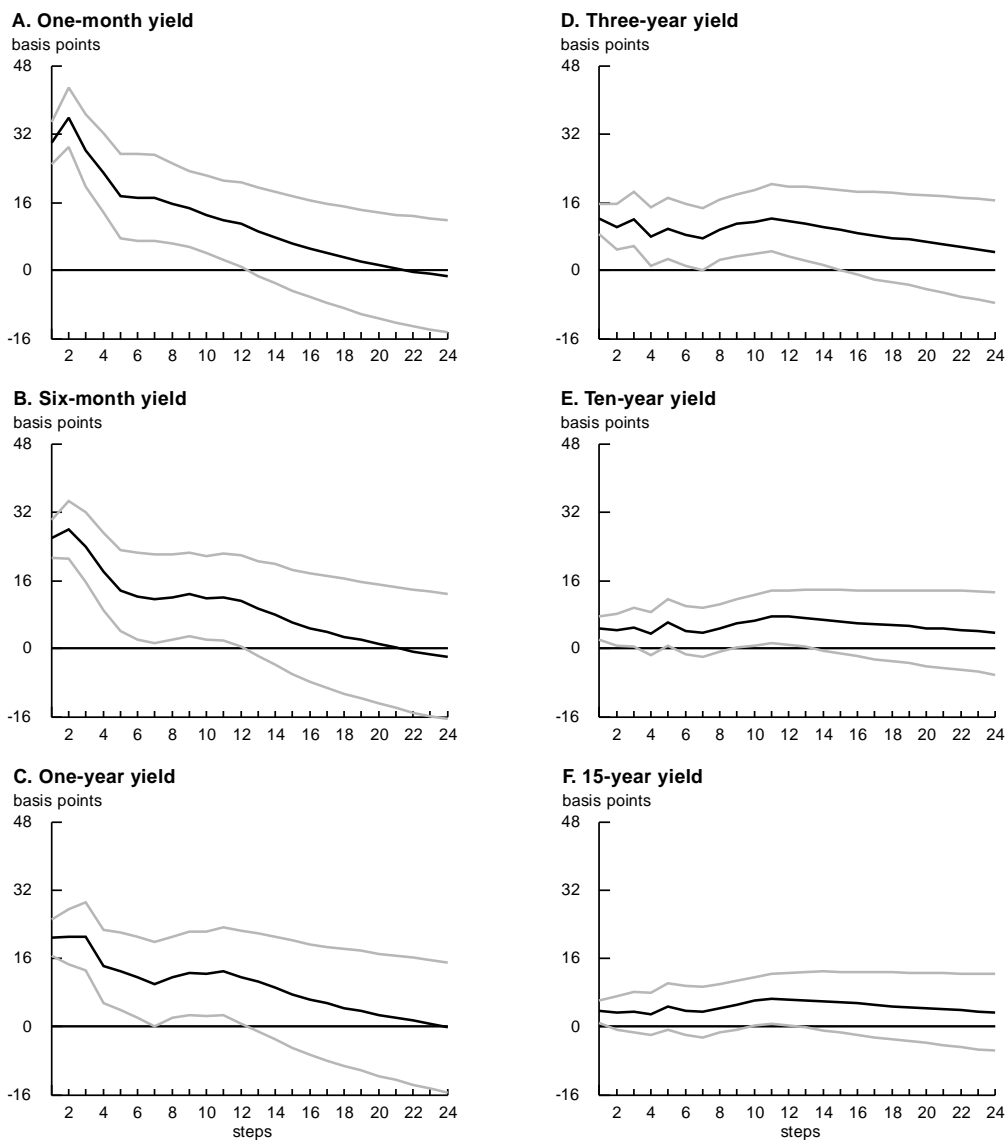 A. One-month yield
basis points
48
32
16
0
-16
2 4 6 8 10 12 14 16 18 20 22 24
B. Six-month yield
basis points
48
32
16
0
-16
2 4 6 8 10 12 14 16 18 20 22 24
C. One-year yield
basis points
48
32
16
0
-16
2 4 6 8 10 12 14 16 18 20 22 24
steps
D. Three-year yield
basis points
48
32
16
0
-16
2 4 6 8 10 12 14 16 18 20 22 24
E. Ten-year yield
basis points
48
32
16
0
-16
2 4 6 8 10 12 14 16 18 20 22 24
F. 15-year yield
basis points
48
32
16
0
-16
2 4 6 8 10 12 14 16 18 20 22 24
steps